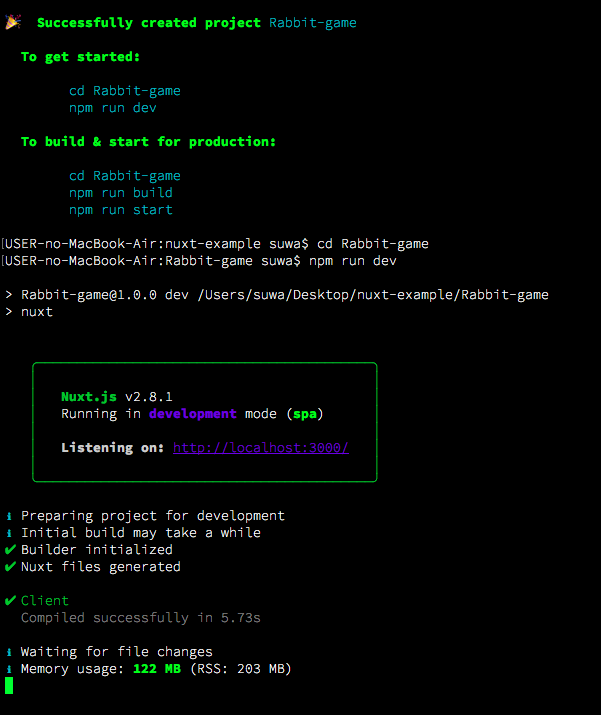 🎉 Successfully created project Rabbit-game
To get started:
cd Rabbit-game
npm run dev
To build & start for production:
cd Rabbit-game
npm run build
npm run start
[USER-no-MacBook-Air:nuxt-example suwa$ cd Rabbit-game
[USER-no-MacBook-Air:Rabbit-game suwa$ npm run dev
> Rabbit-game@1.0.0 dev /Users/suwa/Desktop/nuxt-example/Rabbit-game
> nuxt
Nuxt.js v2.8.1
Running in development mode (spa)
Listening on: http://localhost:3000/
ℹ Preparing project for development
ℹ Initial build may take a while
✔ Builder initialized
✔ Nuxt files generated
✔ Client
Compiled successfully in 5.73s
ℹ Waiting for file changes
ℹ Memory usage: 122 MB (RSS: 203 MB)